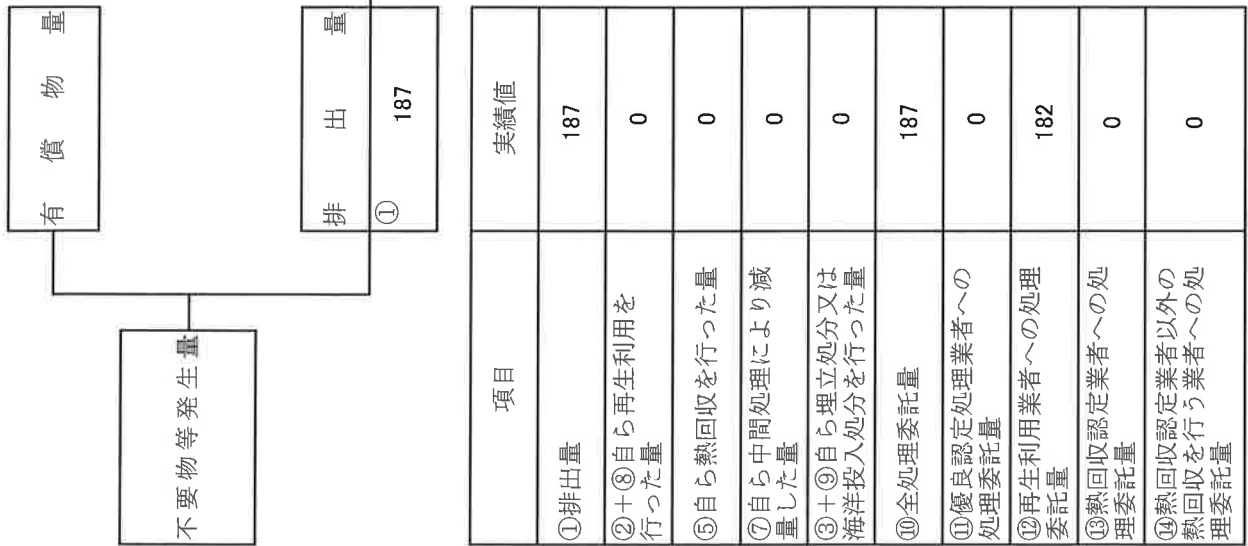 不要物等発生量
有償物量
排出量
①
187
項目 実績値
①排出量 187
②＋⑧自ら再生利用を
行った量 0
⑤自ら熱回収を行った量 0
⑦自ら中間処理により減
量した量 0
③＋⑨自ら埋立処分又は
海洋投入処分を行った量 0
⑩全処理委託量 187
⑪優良認定処理業者への
処理委託量 0
⑫再生利用業者への処理
委託量 182
⑬熱回収認定業者への処
理委託量 0
⑭熱回収認定業者以外の
熱回収を行う業者への処
理委託量 0